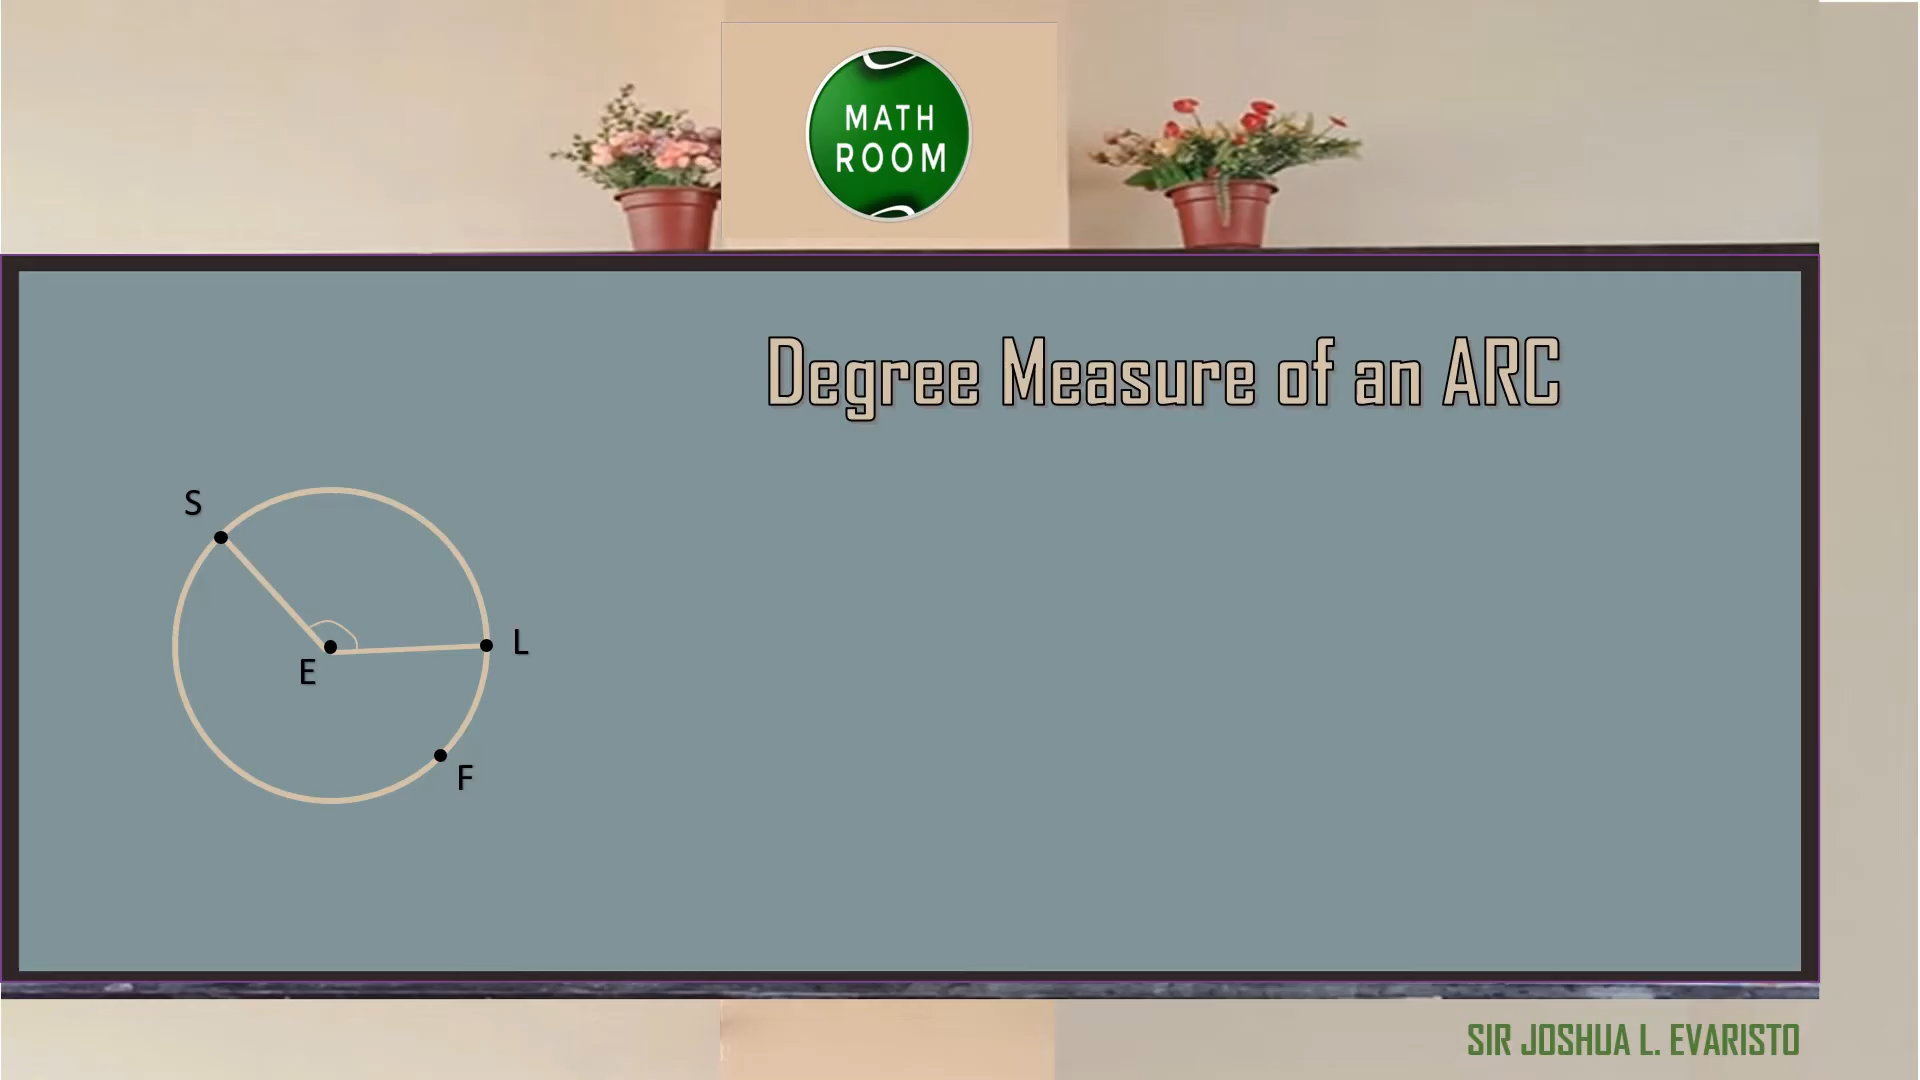 MATH
ROOM
Degree Measure of an ARC
S
L
E
F
SIR JOSHUA L. EVARISTO